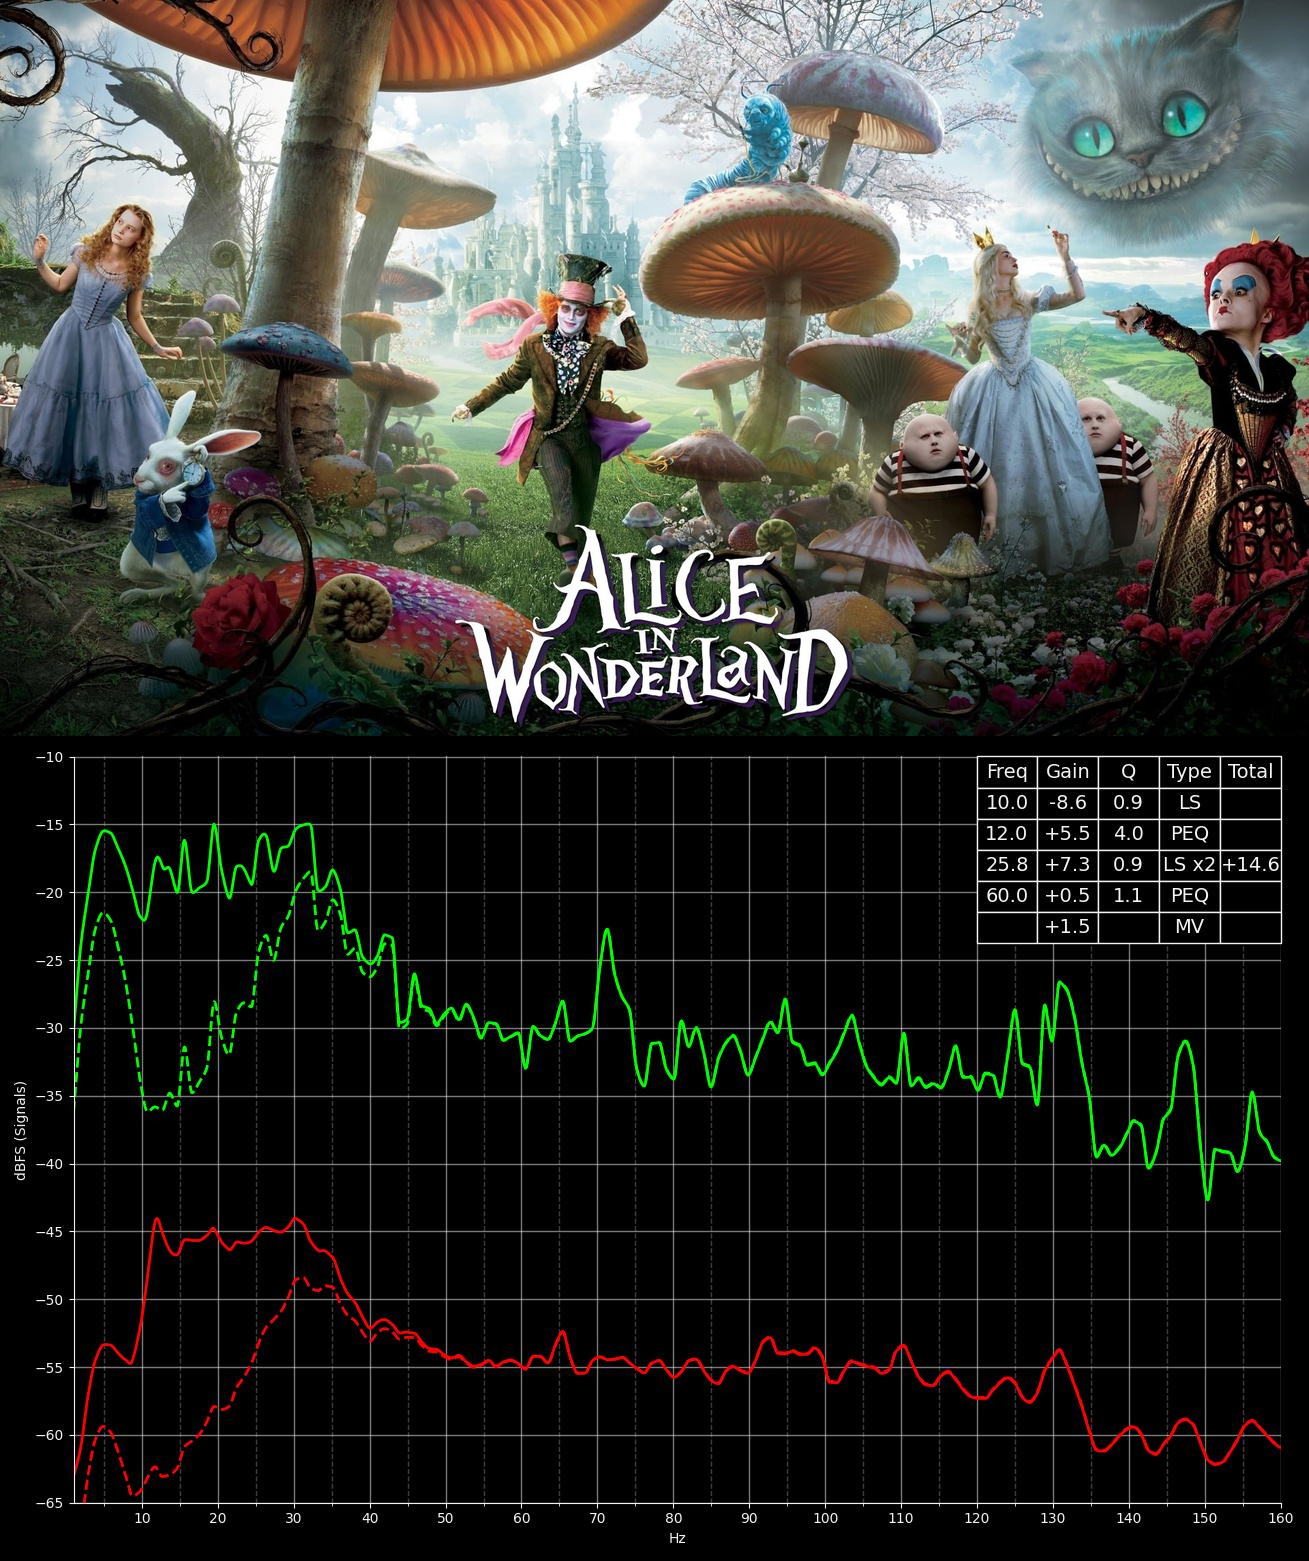 ALiCE
IN
WONDERLAND
−10
−15
−20
−25
−30
−35
−40
−45
−50
−55
−60
−65
dBFS (Signals)
Freq Gain Q Type Total
10.0 -8.6 0.9 LS
12.0 +5.5 4.0 PEQ
25.8 +7.3 0.9 LS x2 +14.6
60.0 +0.5 1.1 PEQ
+1.5 MV
10 20 30 40 50 60 70 80 90 100 110 120 130 140 150 160
Hz